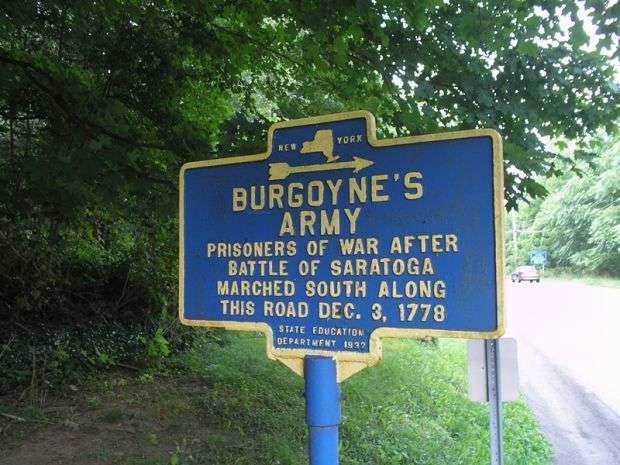 NEW YORK
BURGOYNE'S
ARMY
PRISONERS OF WAR AFTER
BATTLE OF SARATOGA
MARCHED SOUTH ALONG
THIS ROAD DEC. 3, 1778
STATE EDUCATION
DEPARTMENT 1932